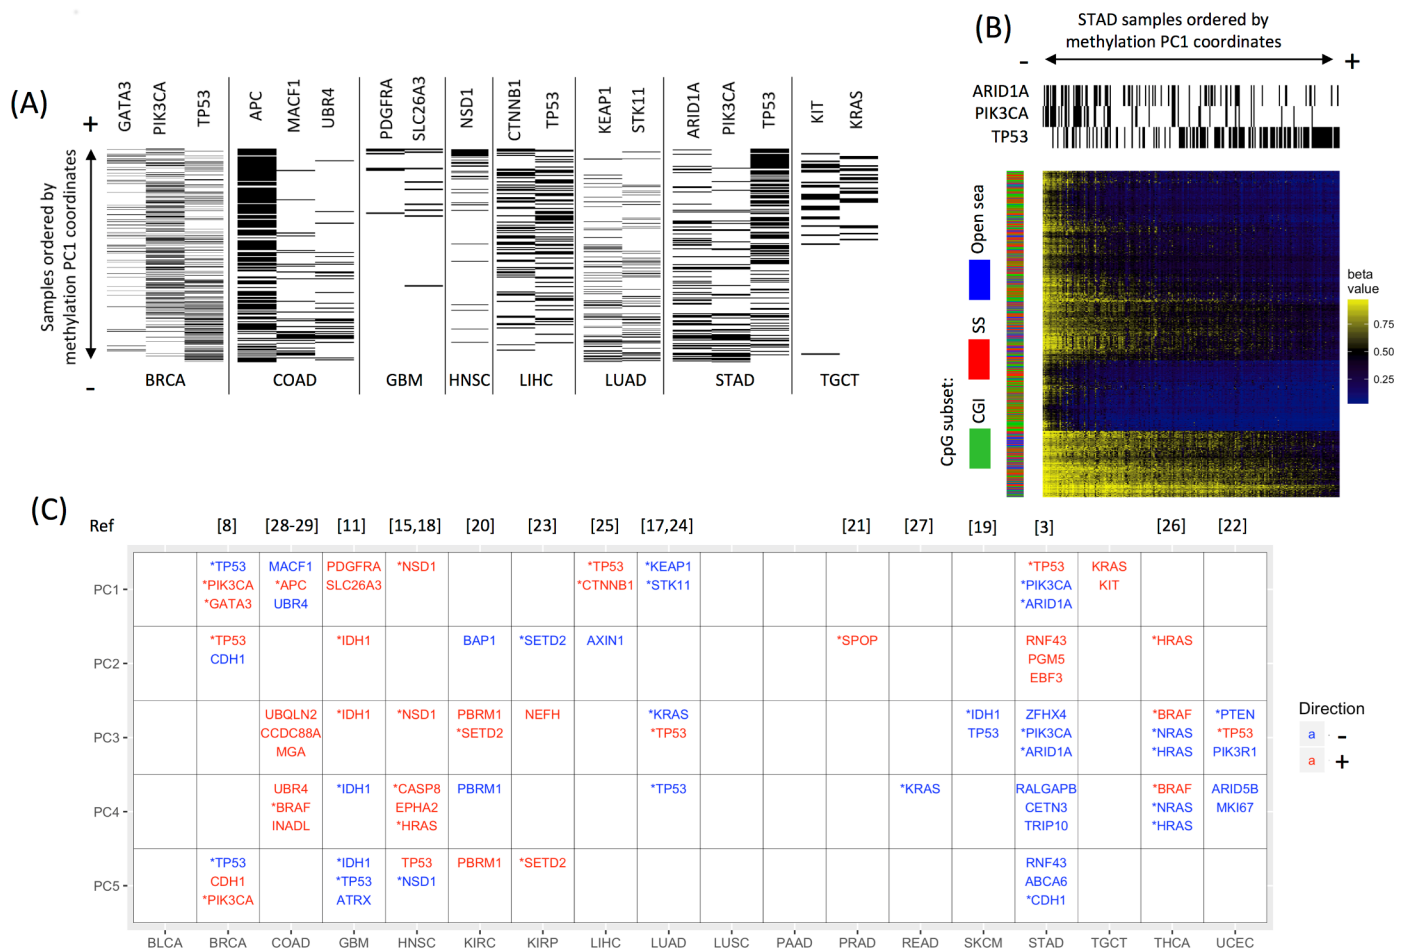 (A)
+
Samples ordered by
methylation PC1 coordinates
-
GATA3
PIK3CA
TP53
APC
MACF1
UBR4
PDGFRA
SLC26A3
NSD1
CTNNB1
TP53
KEAP1
STK11
ARID1A
PIK3CA
TP53
KIT
KRAS
BRCA
COAD
GBM
HNSC
LIHC
LUAD
STAD
TGCT
(B)
STAD samples ordered by
methylation PC1 coordinates
-
+
ARID1A
PIK3CA
TP53
CpG subset:
CGI
SS
Open sea
beta
value
0.75
0.50
0.25
(C)
Ref [8] [28-29] [11] [15,18] [20] [23] [25] [17,24] [21] [27] [19] [3] [26] [22]
*TP53 MACF1 PDGFRA *NSD1 *TP53 *KEAP1 *TP53 KRAS
PC1 *PIK3CA *APC SLC26A3 *CTNNB1 *STK11 *PIK3CA KIT
*GATA3 UBR4 *ARID1A
*TP53 *IDH1 BAP1 *SETD2 AXIN1 *SPOP RNF43 *HRAS
PC2 CDH1 PGM5
EBF3
UBQLN2 *IDH1 *NSD1 PBRM1 NEFH *KRAS *IDH1 ZFHX4 *BRAF *PTEN
PC3 CCDC88A *SETD2 *TP53 TP53 *PIK3CA *NRAS *TP53
MGA *ARID1A *HRAS PIK3R1
UBR4 *IDH1 *CASP8 PBRM1 *TP53 *KRAS RALGAPB *BRAF ARID5B
PC4 *BRAF EPHA2 CETN3 *NRAS MKI67
INADL *HRAS TRIP10 *HRAS
*TP53 *IDH1 TP53 PBRM1 *SETD2 RNF43
PC5 CDH1 *TP53 *NSD1 ABCA6
*PIK3CA ATRX *CDH1
BLCA BRCA COAD GBM HNSC KIRC KIRP LIHC LUAD LUSC PAAD PRAD READ SKCM STAD TGCT THCA UCEC
Direction
a -
a +